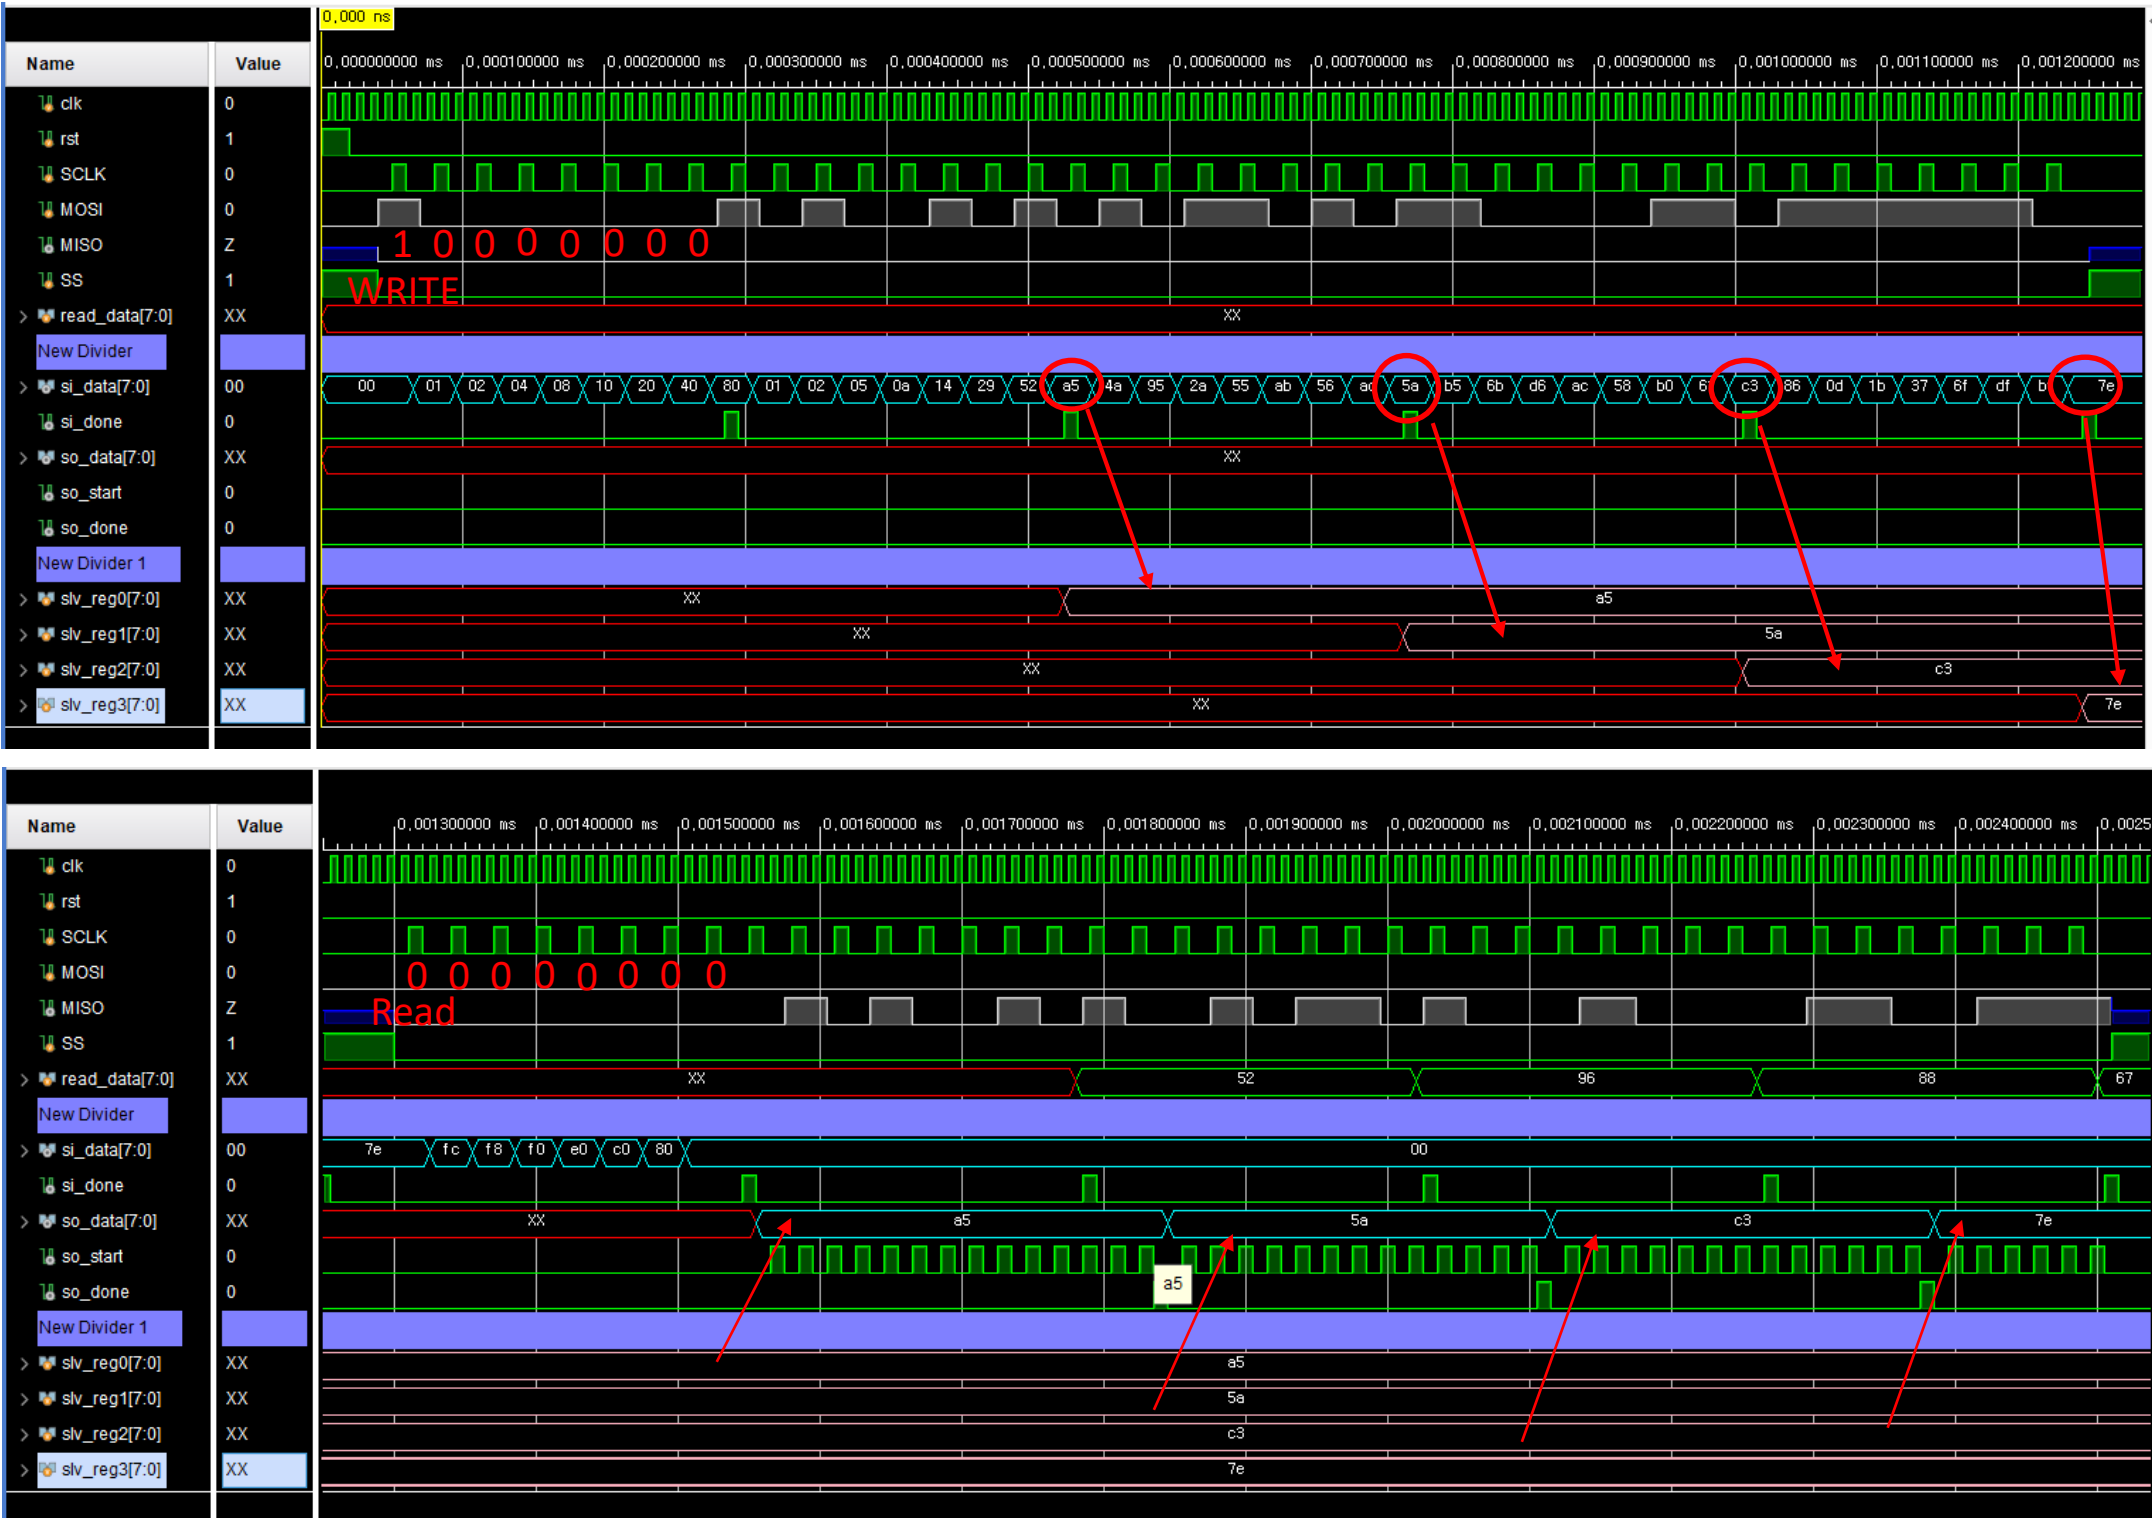 0,000 ns
Name Value 0,000000000 ms 0,000100000 ms 0,000200000 ms 0,000300000 ms 0,000400000 ms 0,000500000 ms 0,000600000 ms 0,000700000 ms 0,000800000 ms 0,000900000 ms 0,001000000 ms 0,001100000 ms 0,001200000 ms
clk 0
rst 1
SCLK 0
MOSI 0
MISO Z 1 0 0 0 0 0 0 0
SS 1 WRITE
read_data[7:0] XX XX
New Divider
si_data[7:0] 00 00 01 02 04 08 10 20 40 80 01 02 05 0a 14 29 52 a5 4a 95 2a 55 ab 56 5a b5 6b d6 ac 58 b0 c3 86 0d 1b 37 6f df 7e
si_done 0
so_data[7:0] XX XX
so_start 0
so_done 0
New Divider 1
slv_reg0[7:0] XX XX a5
slv_reg1[7:0] XX XX 5a
slv_reg2[7:0] XX XX c3
slv_reg3[7:0] XX XX 7e
Name Value 0,001300000 ms 0,001400000 ms 0,001500000 ms 0,001600000 ms 0,001700000 ms 0,001800000 ms 0,001900000 ms 0,002000000 ms 0,002100000 ms 0,002200000 ms 0,002300000 ms 0,002400000 ms 0,0025
clk 0
rst 1
SCLK 0
MOSI 0 0 0 0 0 0 0 0 0
MISO Z Read
SS 1
read_data[7:0] XX XX 52 96 88 67
New Divider
si_data[7:0] 00 7e fc f8 f0 e0 c0 80 00
si_done 0
so_data[7:0] XX XX a5 5a c3 7e
so_start 0
so_done 0 a5
New Divider 1
slv_reg0[7:0] XX a5
slv_reg1[7:0] XX 5a
slv_reg2[7:0] XX c3
slv_reg3[7:0] XX 7e